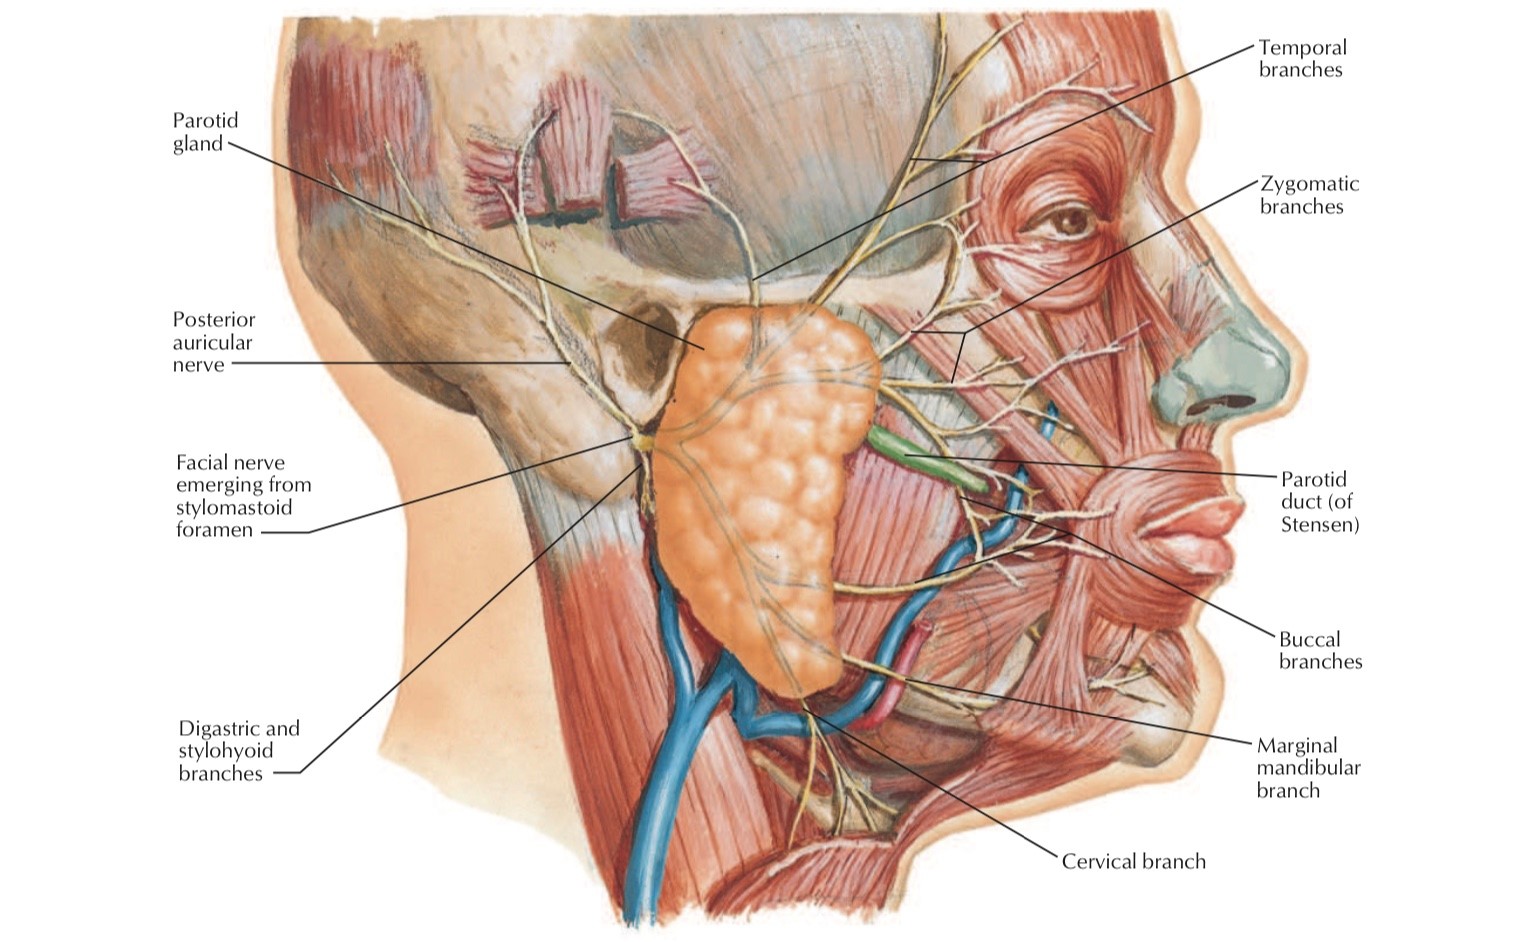 Temporal
branches
Parotid
gland
Zygomatic
branches
Posterior
auricular
nerve
Facial nerve
emerging from
stylomastoid
foramen
Parotid
duct (of
Stensen)
Buccal
branches
Digastric and
stylohyoid
branches
Marginal
mandibular
branch
Cervical branch